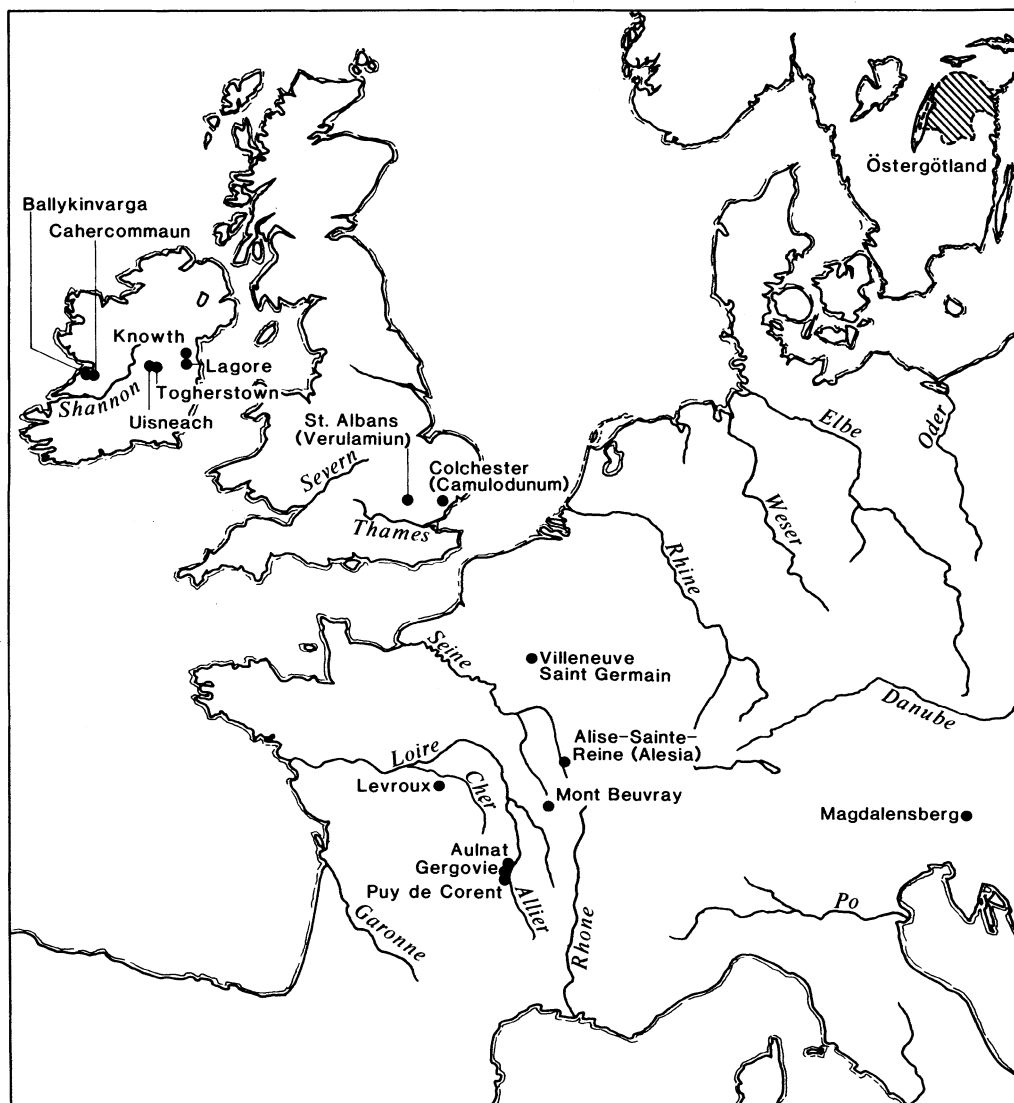 Östergötland
Ballykinvarga
Cahercommaun
Knowth
Lagore
Shannon
Togherstown
Uisneach
St. Albans
(Verulamiun)
Severn
Colchester
(Camulodunum)
Thames
Elbe
Oder
Weser
Rhine
Seine
Villeneuve
Saint Germain
Danube
Alise-Sainte-
Reine (Alesia)
Loire
Levroux
Cher
Mont Beuvray
Magdalensberg
Aulnat
Gergovie
Puy de Corent
Allier
Garonne
Rhone
Po